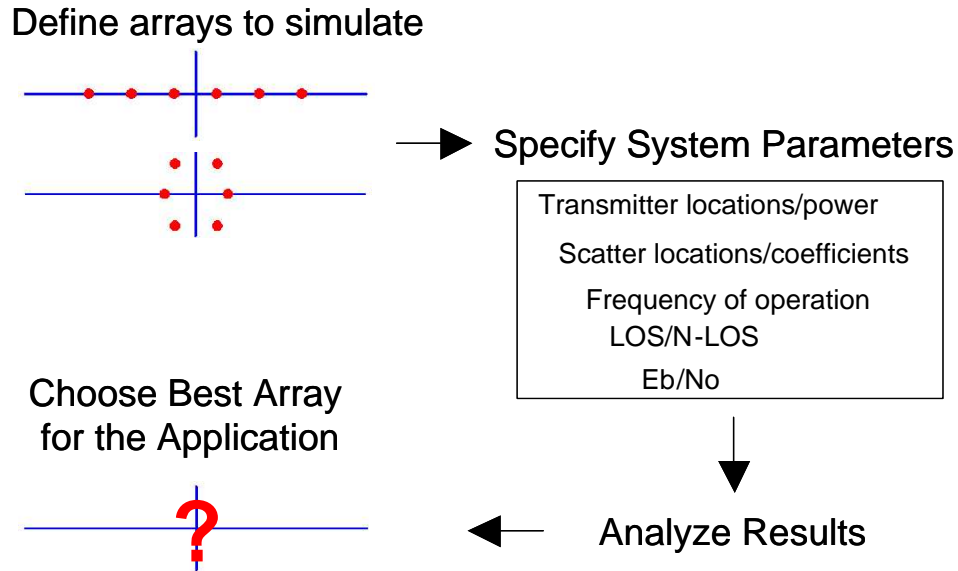 Define arrays to simulate
Specify System Parameters
Transmitter locations/power
Scatter locations/coefficients
Frequency of operation
LOS/N-LOS
Eb/No
Analyze Results
Choose Best Array
for the Application
?